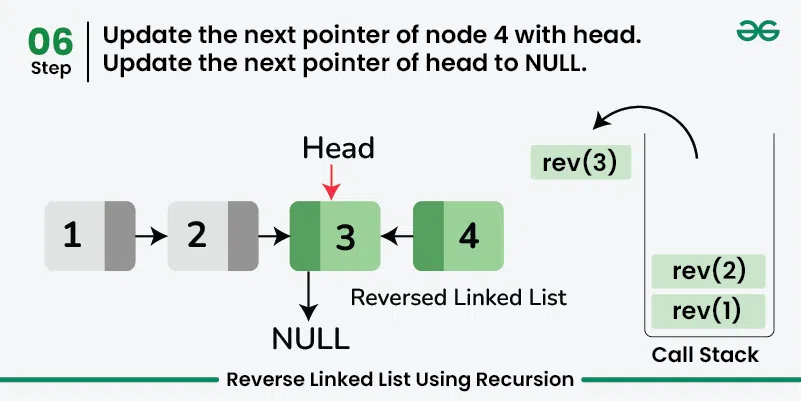 06
Step
Update the next pointer of node 4 with head.
Update the next pointer of head to NULL.
Head
rev(3)
1
2
3
4
rev(2)
Reversed Linked List
rev(1)
NULL
Call Stack
Reverse Linked List Using Recursion